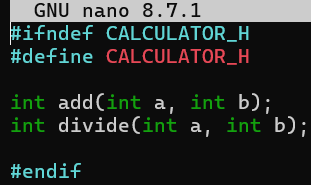 GNU nano 8.7.1
#ifndef CALCULATOR_H
#define CALCULATOR_H
int add(int a, int b);
int divide(int a, int b);
#endif